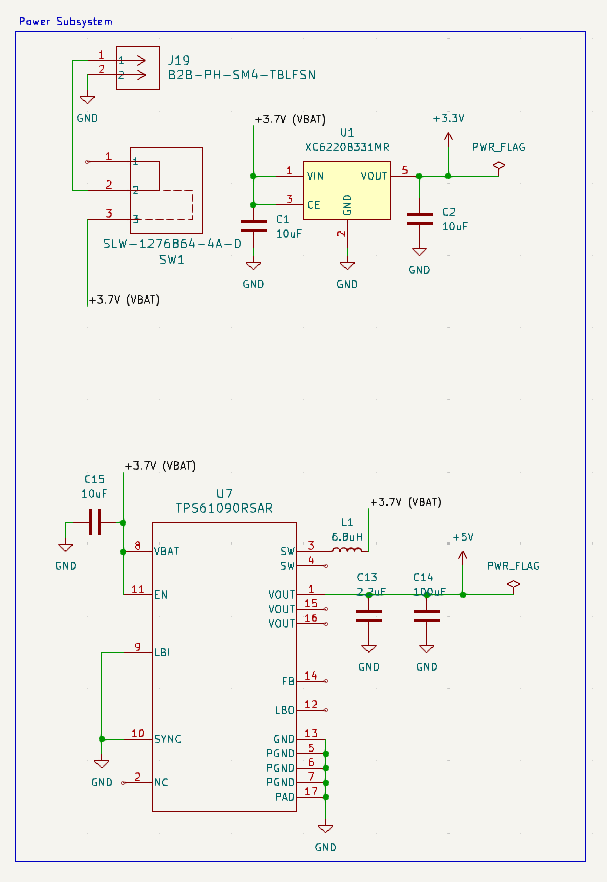 Power Subsystem
1 1
2 2
J19
B2B-PH-SM4-TBLFSN
GND
+3.7V (VBAT)
1 1
2 2
3 3
SLW-1276864-4A-D
SW1
+3.7V (VBAT)
U1
XC6220B331MR
1 VIN VOUT 5
3 CE
GND
2
C1
10uF
GND
GND
+3.3V
PWR_FLAG
C2
10uF
GND
+3.7V (VBAT)
C15
10uF
GND
U7
TPS61090RSAR
8 VBAT
11 EN
9 LBI
10 SYNC
2 NC
GND
SW 3
SW 4
VOUT 1
VOUT 15
VOUT 16
FB 14
LBO 12
GND 13
PGND 5
PGND 6
PGND 7
PAD 17
GND
+3.7V (VBAT)
L1
6.8uH
+5V
PWR_FLAG
C13
2.2uF
GND
C14
100uF
GND